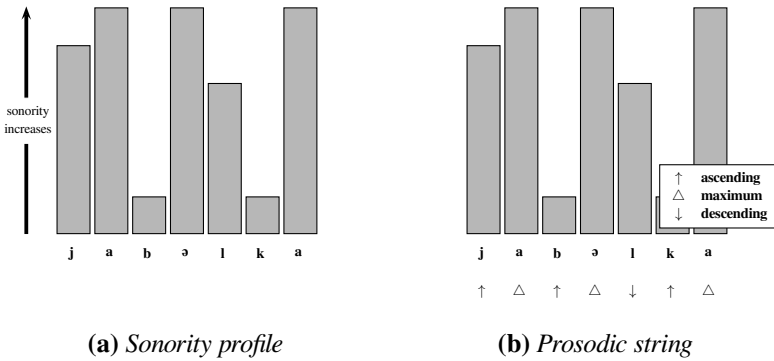 sonority
increases
j a b ə l k a
(a) Sonority profile
↑ ascending
△ maximum
↓ descending
j a b ə l k a
↑ △ ↑ △ ↓ ↑ △
(b) Prosodic string